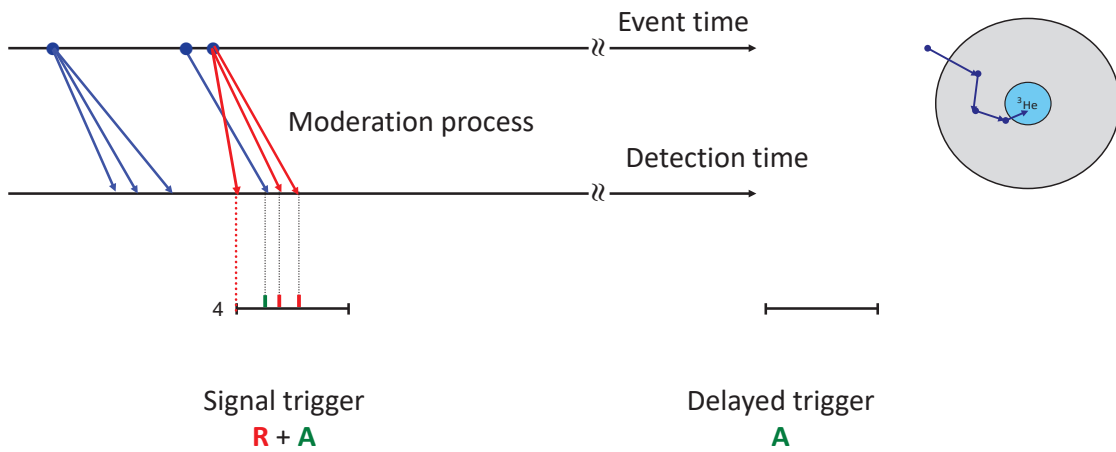 Event time
³He
Moderation process
Detection time
4
Signal trigger
R + A
Delayed trigger
A